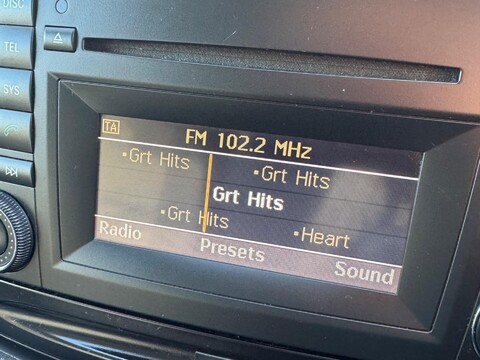 DISC
TEL
SYS
TA
FM 102.2 MHz
Grt Hits
Grt Hits
Grt Hits
Grt Hits
Heart
Radio
Presets
Sound